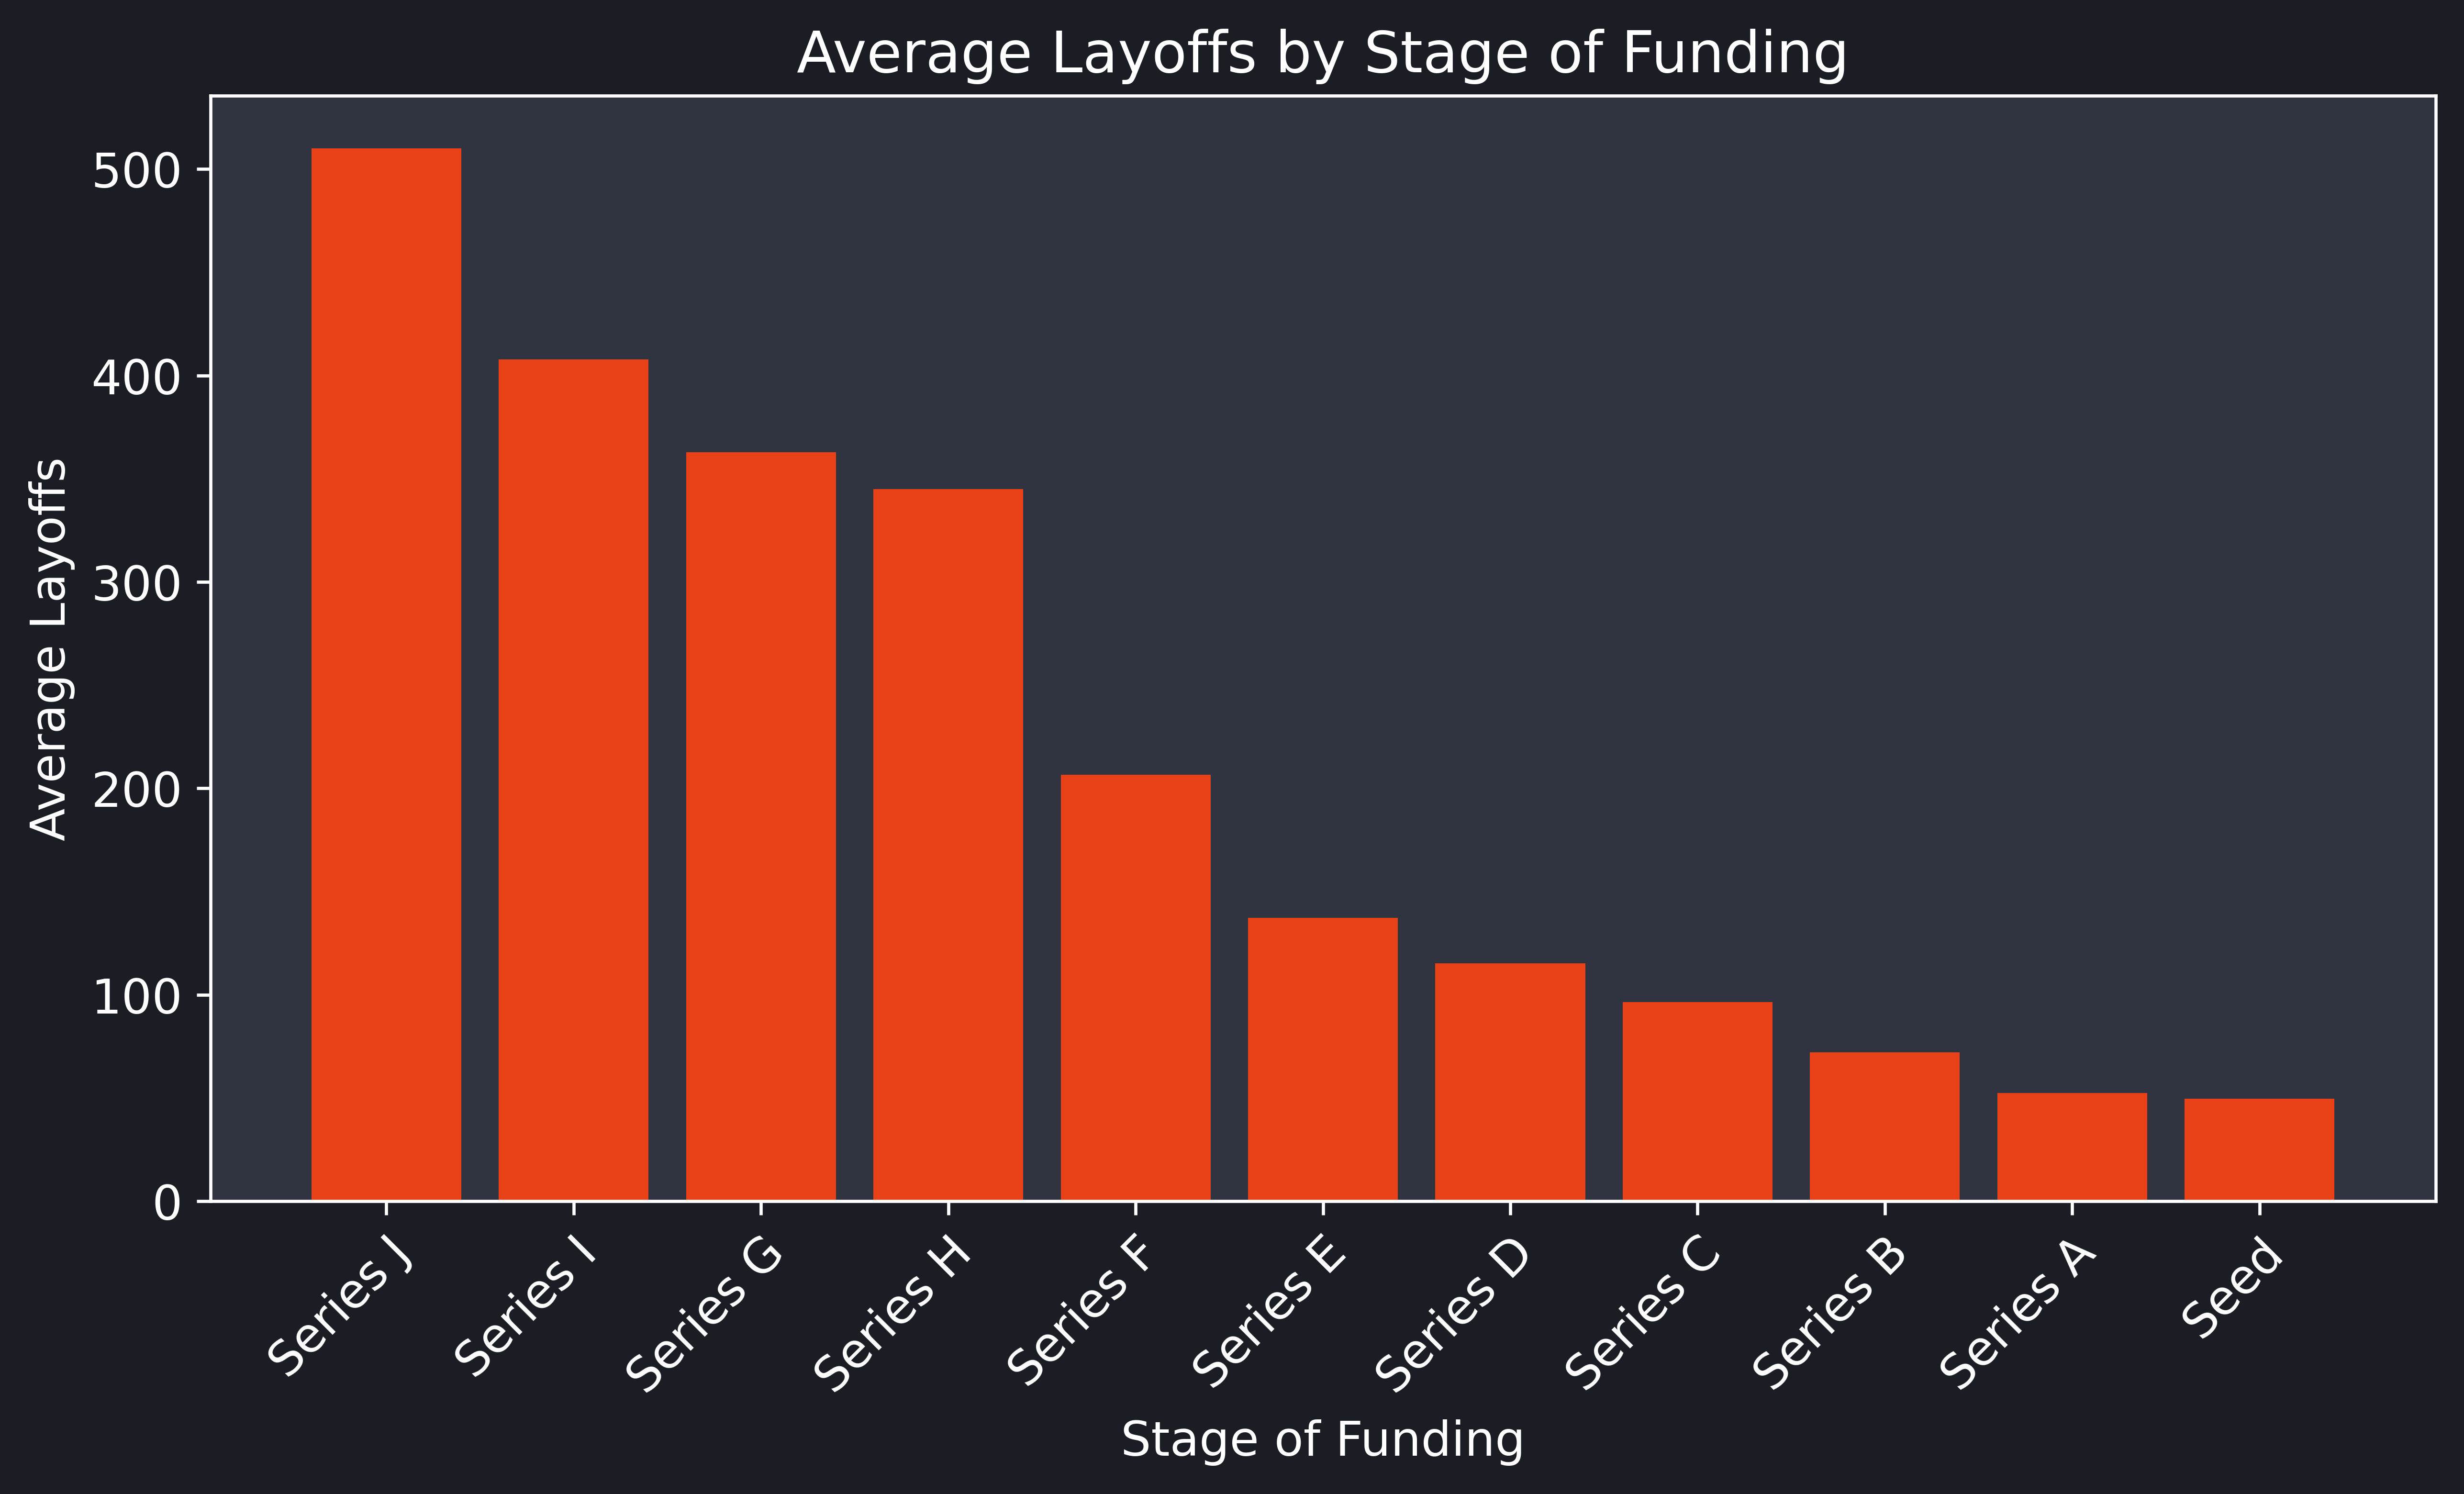 Average Layoffs by Stage of Funding
Average Layoffs
500
400
300
200
100
0
Series J
Series I
Series G
Series H
Series F
Series E
Series D
Series C
Series B
Series A
Seed
Stage of Funding